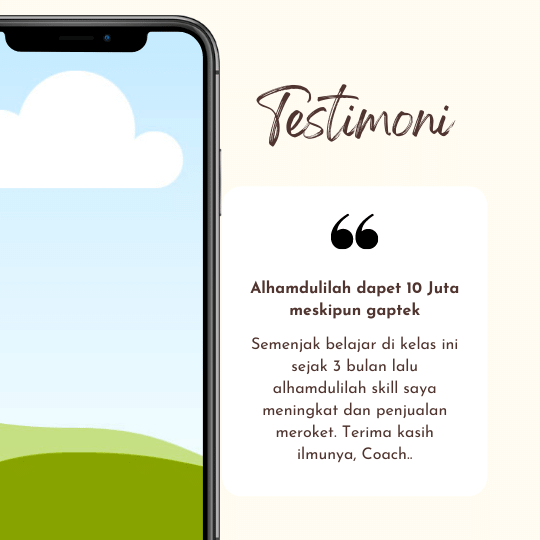 Testimoni
Alhamdulilah dapet 10 Juta
meskipun gaptek
Semenjak belajar di kelas ini
sejak 3 bulan lalu
alhamdulilah skill saya
meningkat dan penjualan
meroket. Terima kasih
ilmunya, Coach..